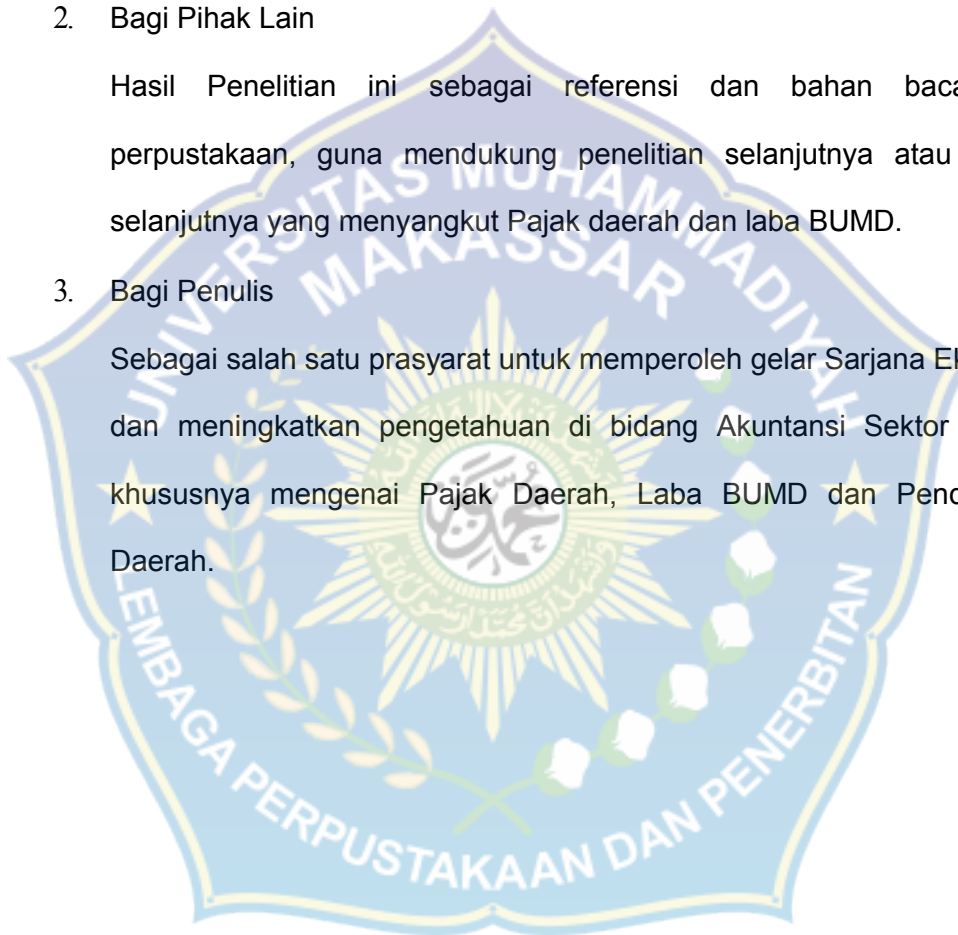 2. Bagi Pihak Lain
Hasil Penelitian ini sebagai referensi dan bahan baca
perpustakaan, guna mendukung penelitian selanjutnya atau
selanjutnya yang menyangkut Pajak daerah dan laba BUMD.
3. Bagi Penulis
Sebagai salah satu prasyarat untuk memperoleh gelar Sarjana E
dan meningkatkan pengetahuan di bidang Akuntansi Sektor
khususnya mengenai Pajak Daerah, Laba BUMD dan Pend
Daerah.
UNIVERSITAS MUHAMMADIYAH
MAKASSAR
LEMBAGA PERPUSTAKAAN DAN PENERBITAN